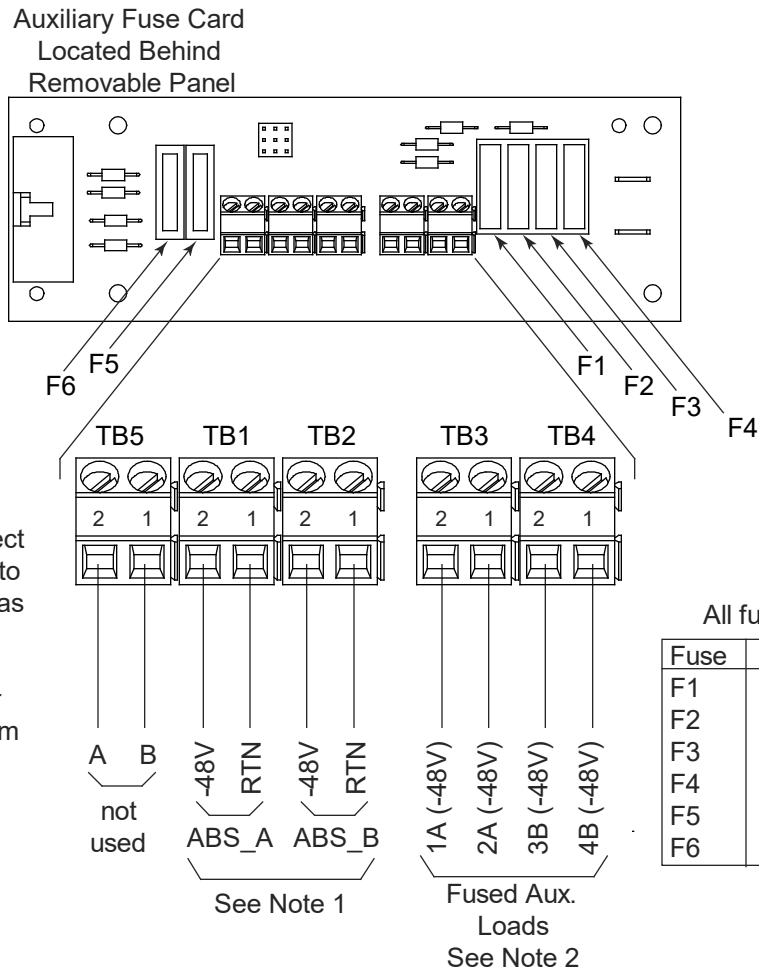 Auxiliary Fuse Card
Located Behind
Removable Panel
F6
F5
F1
F2
F3
F4
TB5 TB1 TB2 TB3 TB4
2 1 2 1 2 1 2 1 2 1
to
as
All
Fuse
F1
F2
F3
F4
F5
F6
A B
not
used
-48V
RTN
-48V
RTN
ABS_A ABS_B
See Note 1
1A (-48V)
2A (-48V)
3B (-48V)
4B (-48V)
Fused Aux.
Loads
See Note 2